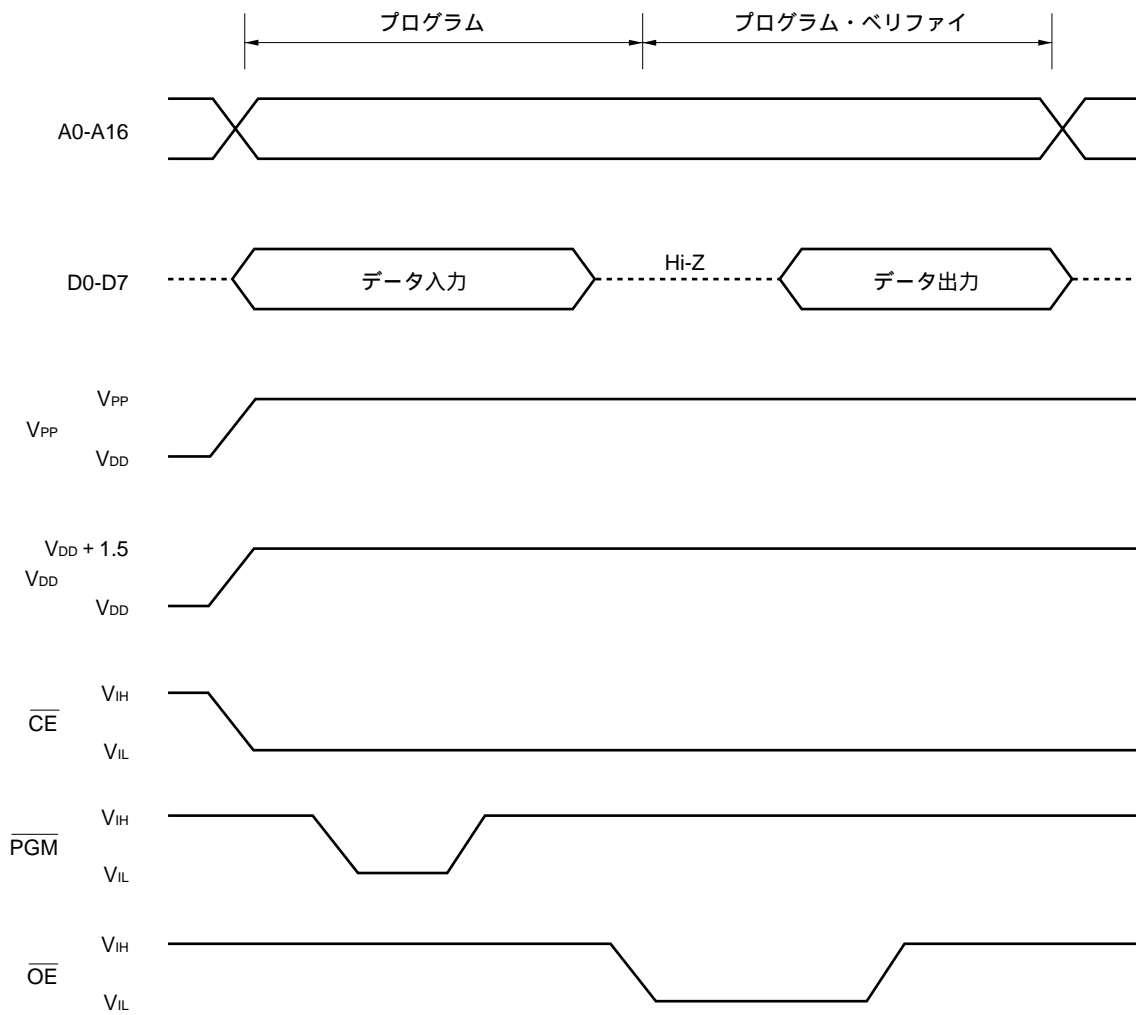 プログラム
プログラム・ベリファイ
A0-A16
D0-D7
データ入力
Hi-Z
データ出力
VPP
VPP
VDD
VDD + 1.5
VDD
VDD
VIH
CE
VIL
VIH
PGM
VIL
VIH
OE
VIL